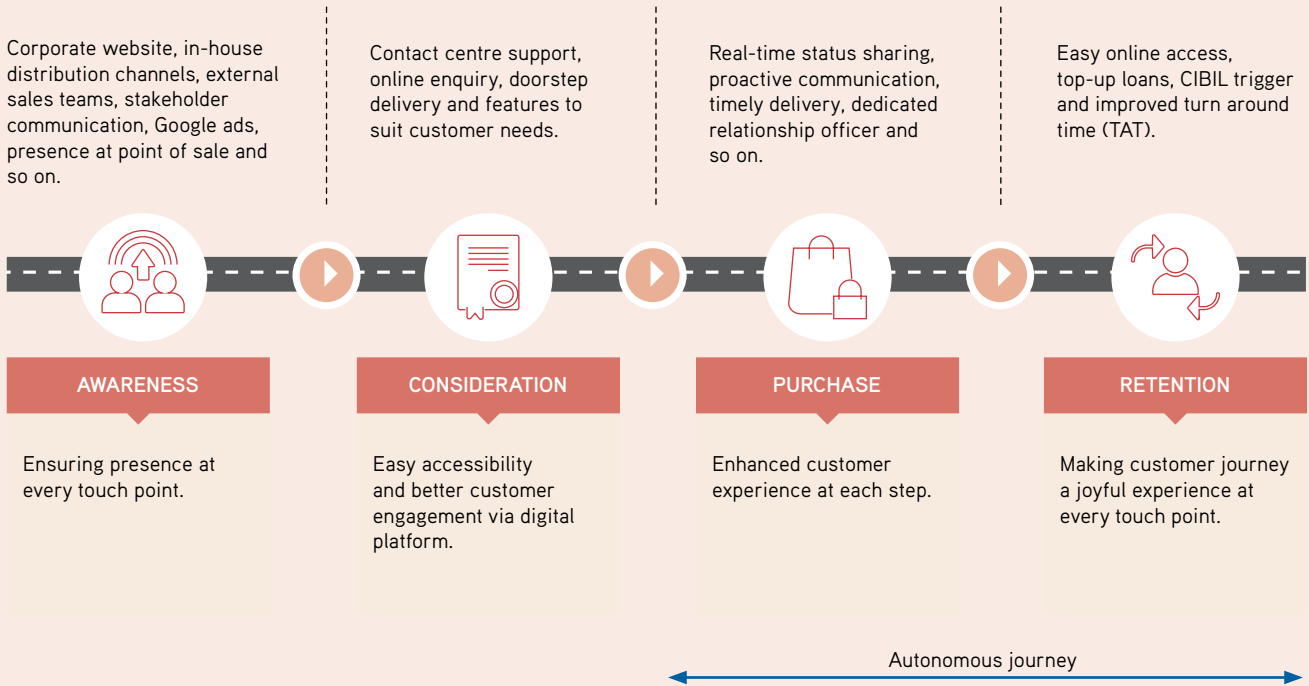 Corporate website, in-house
distribution channels, external
sales teams, stakeholder
communication, Google ads,
presence at point of sale and
so on.
Contact centre support,
online enquiry, doorstep
delivery and features to
suit customer needs.
Real-time status sharing,
proactive communication,
timely delivery, dedicated
relationship officer and
so on.
Easy online access,
top-up loans, CIBIL trigger
and improved turn around
time (TAT).
AWARENESS
Ensuring presence at
every touch point.
CONSIDERATION
Easy accessibility
and better customer
engagement via digital
platform.
PURCHASE
Enhanced customer
experience at each step.
RETENTION
Making customer journey
a joyful experience at
every touch point.
Autonomous journey